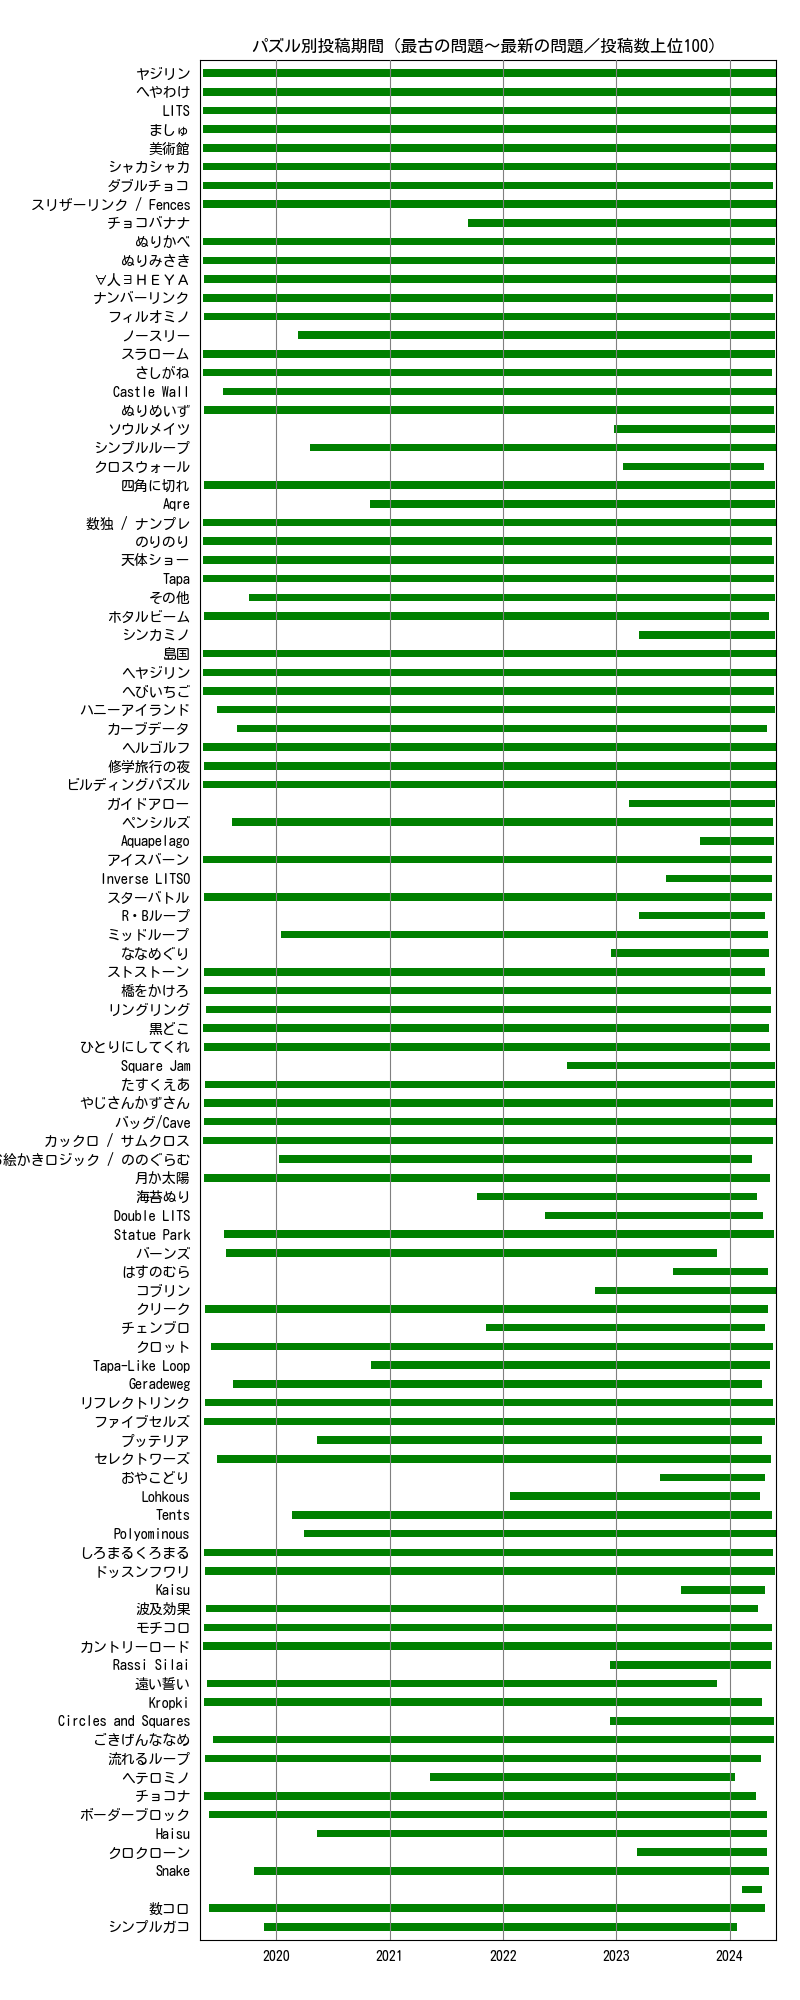 パズル別投稿期間（最古の問題～最新の問題／投稿数上位100）
ヤジリン
へやわけ
LITS
ましゅ
美術館
シャカシャカ
ダブルチョコ
スリザーリンク / Fences
チョコバナナ
ぬりかべ
ぬりみさき
∀人∃ＨＥＹＡ
ナンバーリンク
フィルオミノ
ノースリー
スラローム
さしがね
Castle Wall
ぬりめいず
ソウルメイツ
シンプルループ
クロスウォール
四角に切れ
Aqre
数独 / ナンプレ
のりのり
天体ショー
Tapa
その他
ホタルビーム
シンカミノ
島国
ヘヤジリン
へびいちご
ハニーアイランド
カーブデータ
ヘルゴルフ
修学旅行の夜
ビルディングパズル
ガイドアロー
ペンシルズ
Aquapelago
アイスバーン
Inverse LITSO
スターバトル
R・Bループ
ミッドループ
ななめぐり
ストストーン
橋をかけろ
リングリング
黒どこ
ひとりにしてくれ
Square Jam
たすくえあ
やじさんかずさん
バッグ/Cave
カックロ / サムクロス
絵かきロジック / ののぐらむ
月か太陽
海苔ぬり
Double LITS
Statue Park
バーンズ
はすのむら
コブリン
クリーク
チェンブロ
クロット
Tapa-Like Loop
Geradeweg
リフレクトリンク
ファイブセルズ
プッテリア
セレクトワーズ
おやこどり
Lohkous
Tents
Polyominous
しろまるくろまる
ドッスンフワリ
Kaisu
波及効果
モチコロ
カントリーロード
Rassi Silai
遠い誓い
Kropki
Circles and Squares
ごきげんななめ
流れるループ
ヘテロミノ
チョコナ
ボーダーブロック
Haisu
クロクローン
Snake
数コロ
シンプルガコ
2020 2021 2022 2023 2024